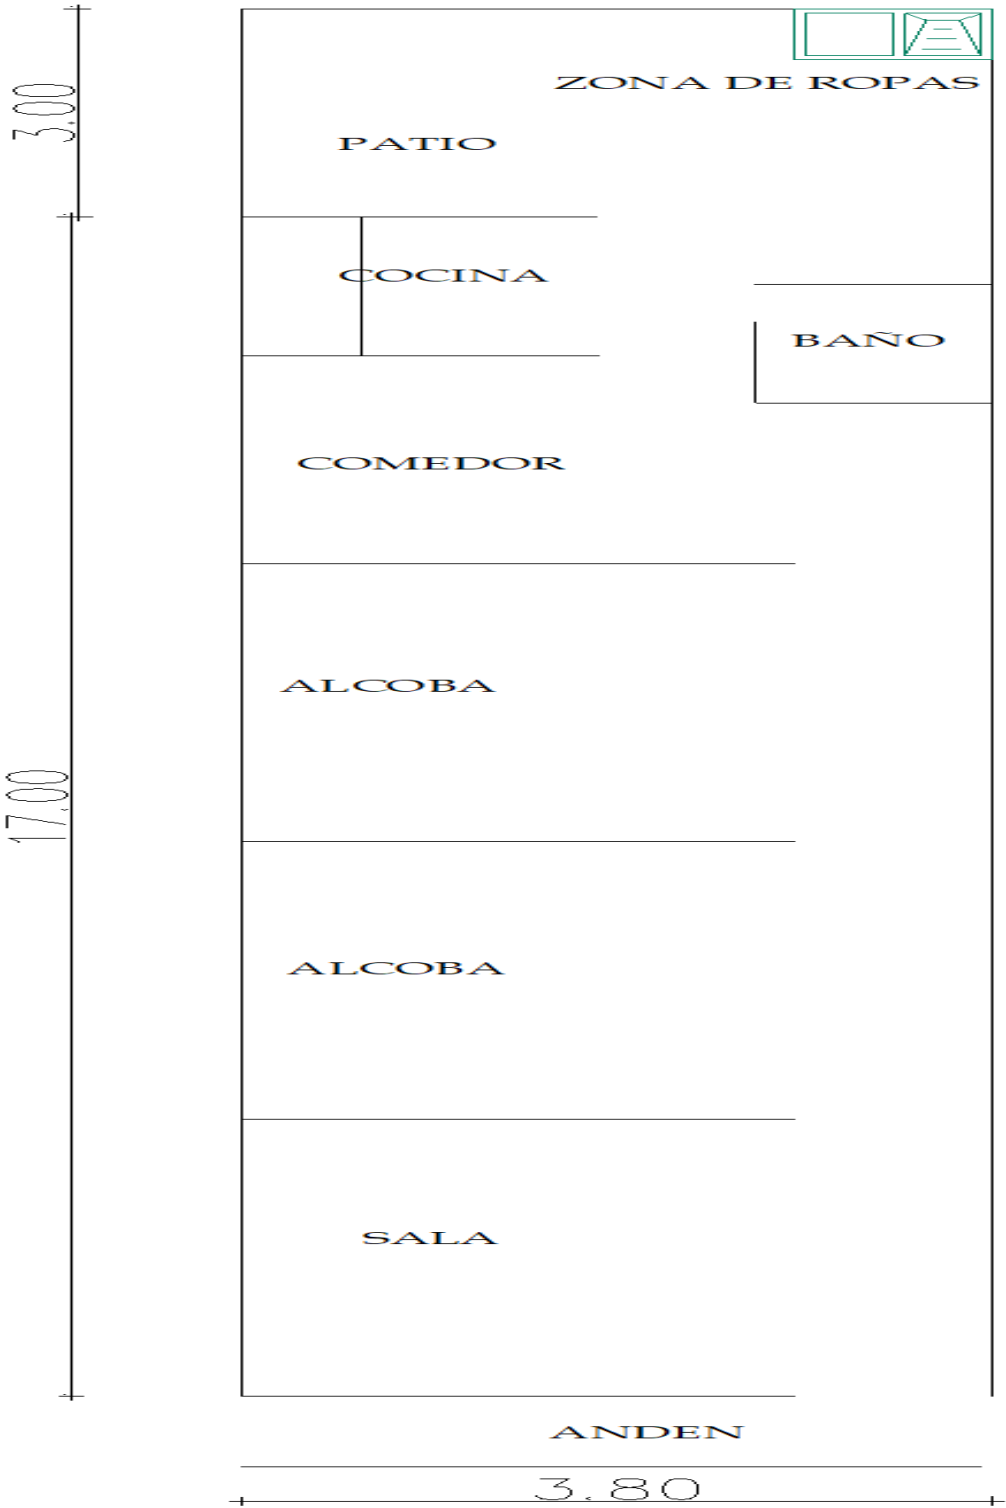 ZONA DE ROPAS
3.00
PATIO
COCINA
BAÑO
COMEDOR
ALCOBA
17.00
ALCOBA
SALA
ANDEN
3.80